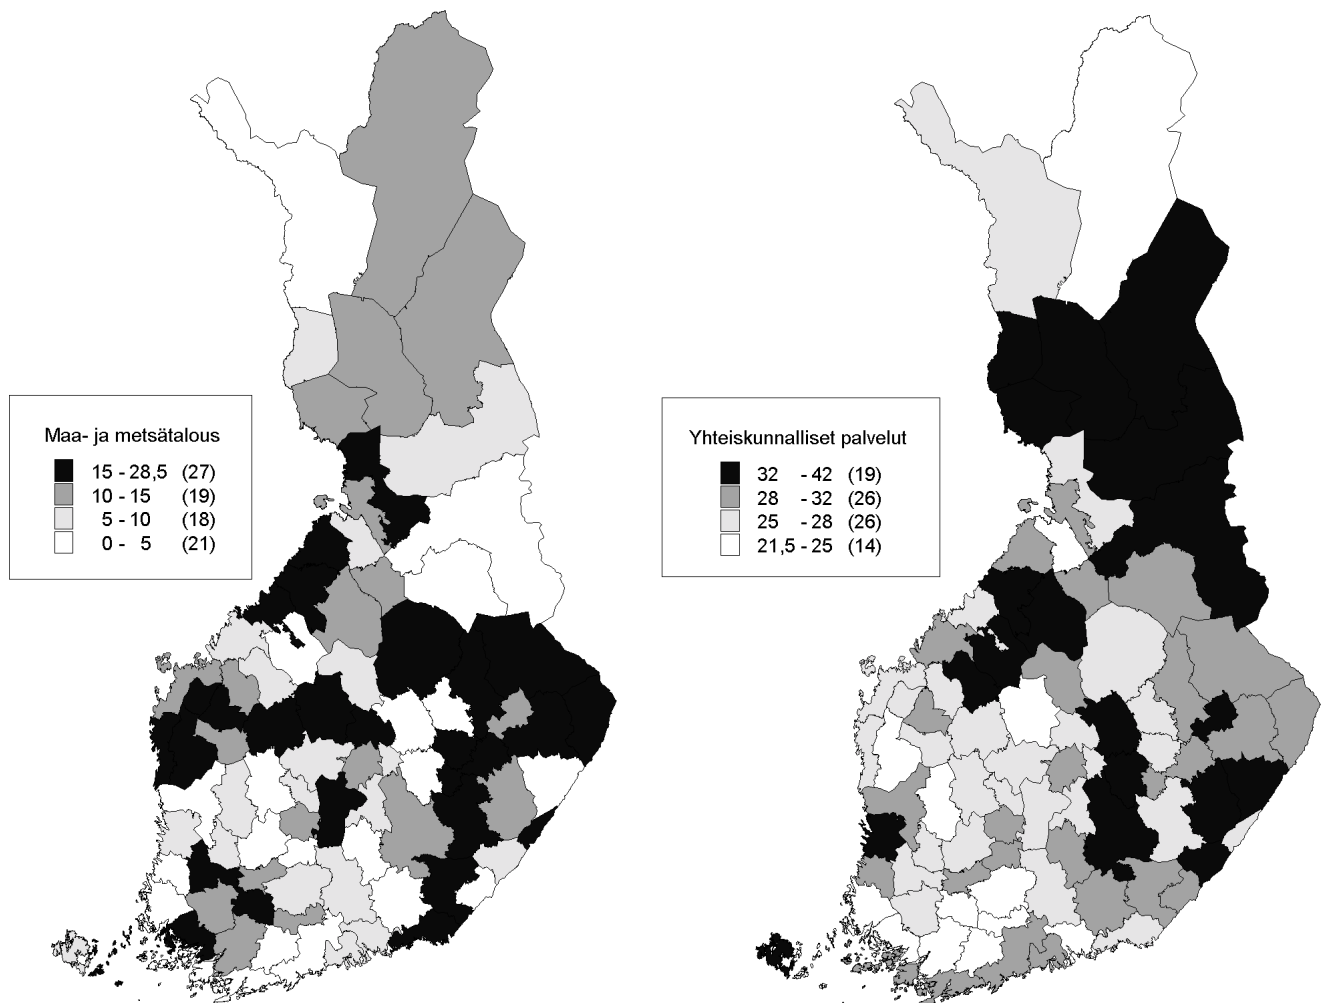 Maa- ja metsätalous
15 - 28,5 (27)
10 - 15 (19)
5 - 10 (18)
0 - 5 (21)
Yhteiskunnalliset palvelut
32 - 42 (19)
28 - 32 (26)
25 - 28 (26)
21,5 - 25 (14)